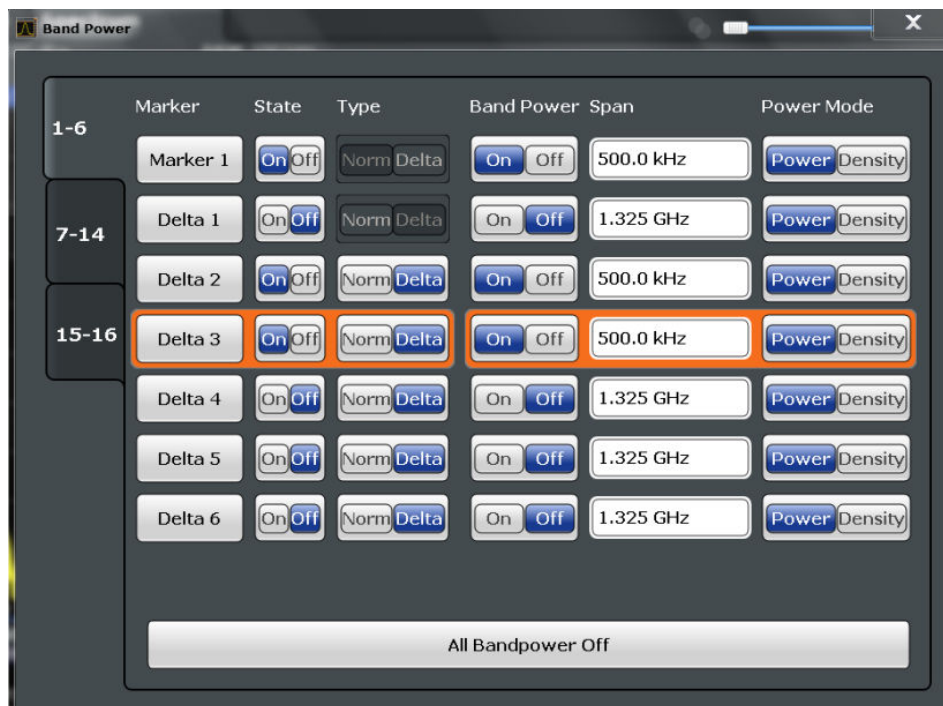 Band Power
X
1-6
7-14
15-16
Marker State Type Band Power Span Power Mode
Marker 1 On Off Norm Delta On Off 500.0 kHz Power Density
Delta 1 On Off Norm Delta On Off 1.325 GHz Power Density
Delta 2 On Off Norm Delta On Off 500.0 kHz Power Density
Delta 3 On Off Norm Delta On Off 500.0 kHz Power Density
Delta 4 On Off Norm Delta On Off 1.325 GHz Power Density
Delta 5 On Off Norm Delta On Off 1.325 GHz Power Density
Delta 6 On Off Norm Delta On Off 1.325 GHz Power Density
All Bandpower Off